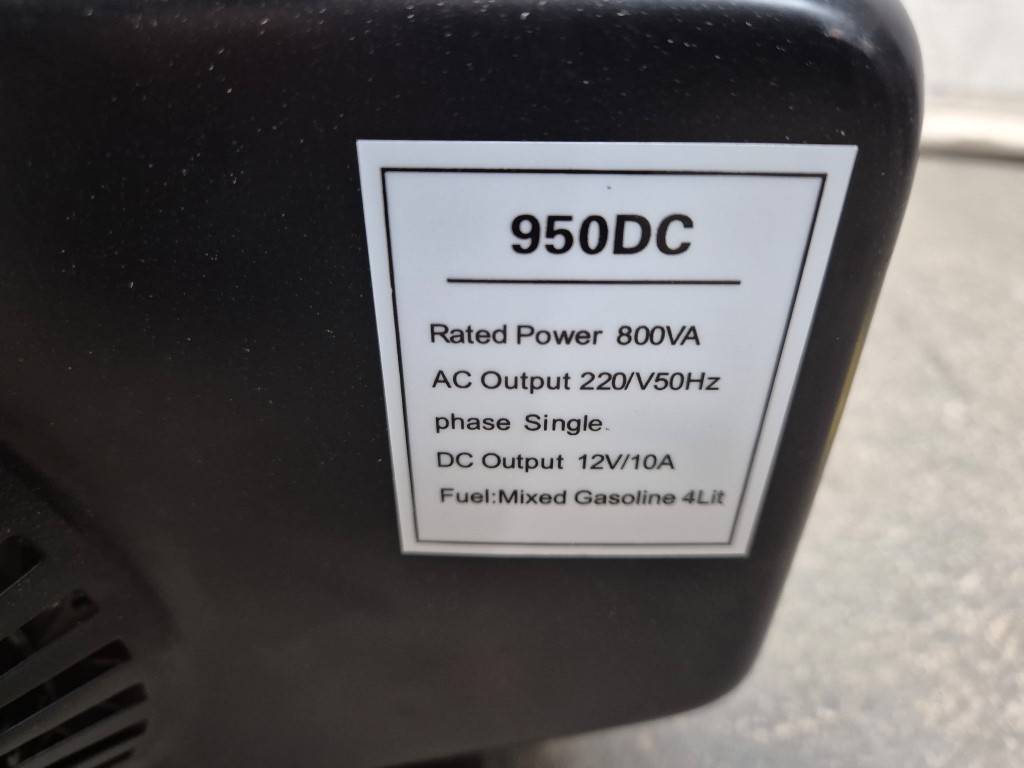 950DC
Rated Power 800VA
AC Output 220/V50Hz
phase Single.
DC Output 12V/10A
Fuel:Mixed Gasoline 4Lit